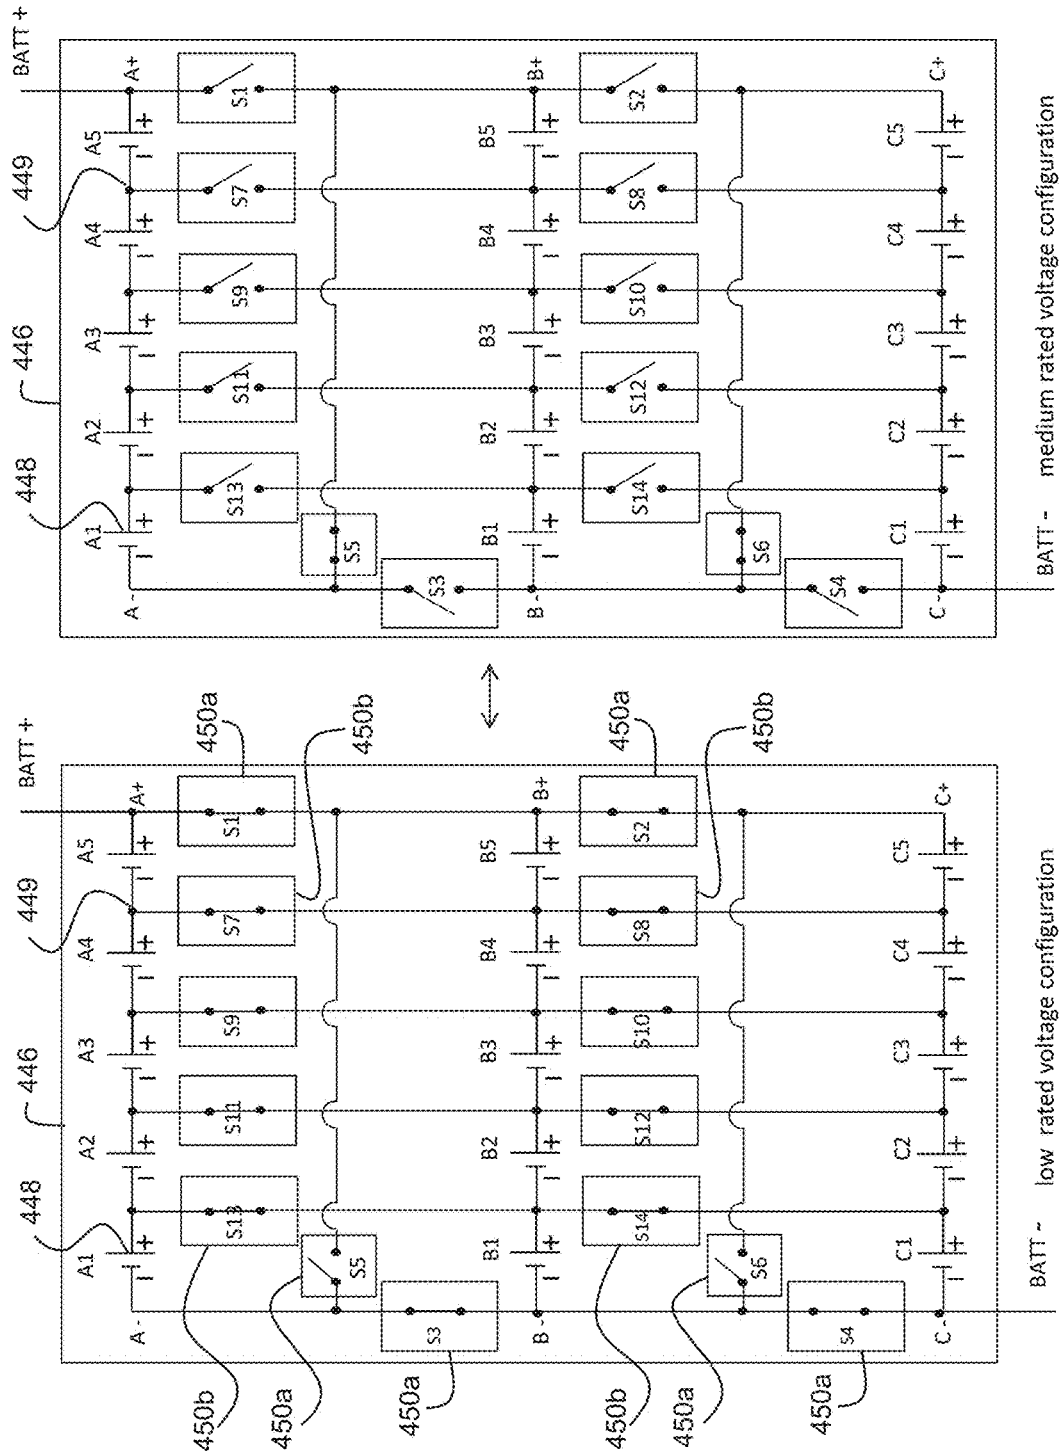 448 446 449 BATT +
A1 A2 A3 A4 A5
A - A+
- + - + - + - + - +
450b S13 S11 S9 S7 S1 450a
450a S5 450b
450a S3
B1 B2 B3 B4 B5
B - B+
- + - + - + - + - +
450b S14 S12 S10 S8 S2 450a
450a S6 450b
450a S4
C1 C2 C3 C4 C5
C - C+
- + - + - + - + - +
BATT - low rated voltage configuration
448 446 449 BATT +
A1 A2 A3 A4 A5
A - A+
- + - + - + - + - +
S13 S11 S9 S7 S1
S5
S3
B1 B2 B3 B4 B5
B - B+
- + - + - + - + - +
S14 S12 S10 S8 S2
S6
S4
C1 C2 C3 C4 C5
C - C+
- + - + - + - + - +
BATT - medium rated voltage configuration